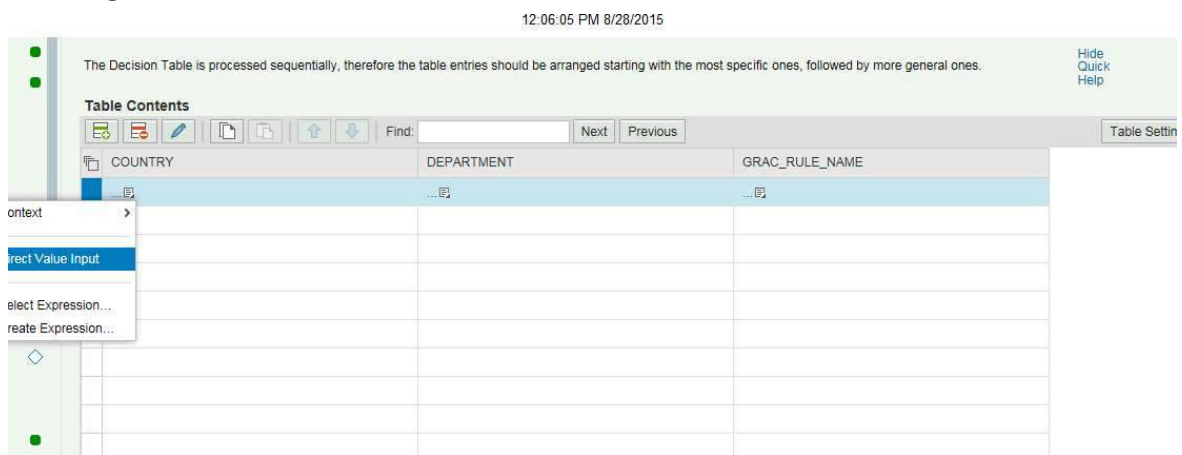 12:06:05 PM 8/28/2015
The Decision Table is processed sequentially, therefore the table entries should be arranged starting with the most specific ones, followed by more general ones.
Hide
Quick
Help
Table Contents
Find: Next Previous Table Settin
COUNTRY DEPARTMENT GRAC_RULE_NAME
... ... ...
ontext
irect Value Input
elect Expression...
reate Expression...